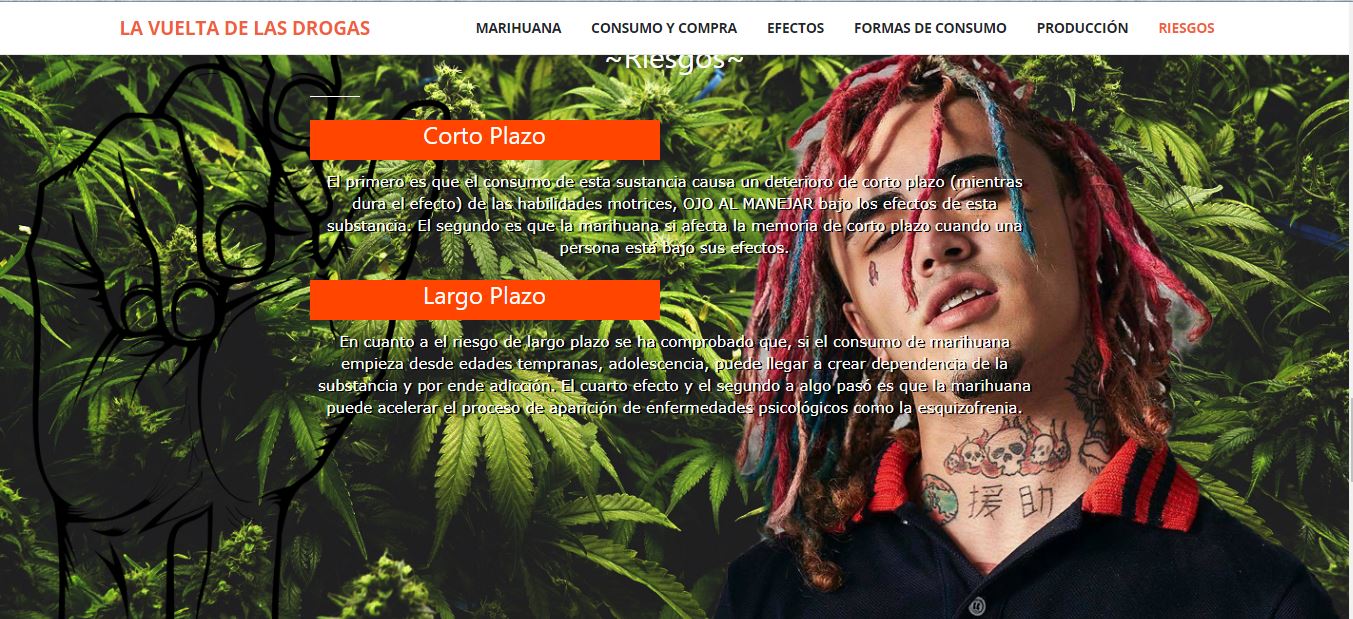 LA VUELTA DE LAS DROGAS
MARIHUANA CONSUMO Y COMPRA EFECTOS FORMAS DE CONSUMO PRODUCCIÓN RIESGOS
~Riesgos~
Corto Plazo
El primero es que el consumo de esta sustancia causa un deterioro de corto plazo (mientras
dura el efecto) de las habilidades motrices, OJO AL MANEJAR bajo los efectos de esta
substancia. El segundo es que la marihuana si afecta la memoria de corto plazo cuando una
persona está bajo sus efectos.
Largo Plazo
En cuanto a el riesgo de largo plazo se ha comprobado que, si el consumo de marihuana
empieza desde edades tempranas, adolescencia, puede llegar a crear dependencia de la
substancia y por ende adicción. El cuarto efecto y el segundo a algo paso es que la marihuana
puede acelerar el proceso de aparición de enfermedades psicológicos como la esquizofrenia.
援助